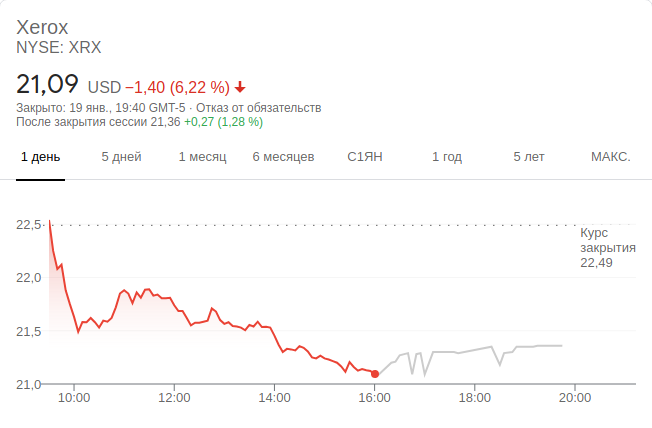 Xerox
NYSE: XRX
21,09 USD −1,40 (6,22 %)
Закрыто: 19 янв., 19:40 GMT-5 · Отказ от обязательств
После закрытия сессии 21,36 +0,27 (1,28 %)
1 день 5 дней 1 месяц 6 месяцев С1ЯН 1 год 5 лет МАКС.
22,5
Курс
закрытия
22,49
22,0
21,5
21,0
10:00 12:00 14:00 16:00 18:00 20:00